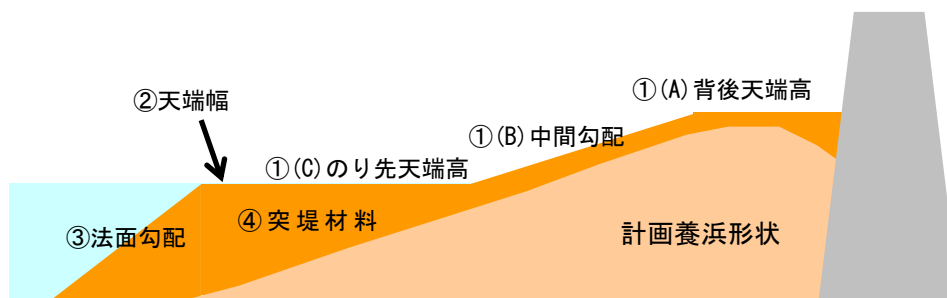 ①(A)背後天端高
②天端幅
①(B)中間勾配
①(C)のり先天端高
④突堤材料
③法面勾配
計画養浜形状